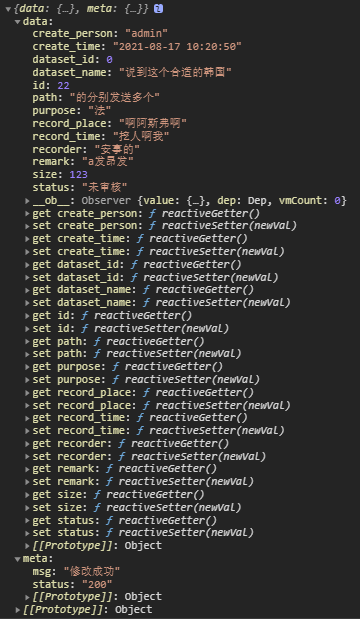 {data: {…}, meta: {…}} i
data:
create_person: "admin"
create_time: "2021-08-17 10:20:50"
dataset_id: 0
dataset_name: "说到这个合适的韩国"
id: 22
path: "的分别发送多个"
purpose: "法"
record_place: "啊阿斯弗啊"
record_time: "挖人啊我"
recorder: "安事的"
remark: "a发昂发"
size: 123
status: "未审核"
__ob__: Observer {value: {…}, dep: Dep, vmCount: 0}
get create_person: ƒ reactiveGetter()
set create_person: ƒ reactiveSetter(newVal)
get create_time: ƒ reactiveGetter()
set create_time: ƒ reactiveSetter(newVal)
get dataset_id: ƒ reactiveGetter()
set dataset_id: ƒ reactiveSetter(newVal)
get dataset_name: ƒ reactiveGetter()
set dataset_name: ƒ reactiveSetter(newVal)
get id: ƒ reactiveGetter()
set id: ƒ reactiveSetter(newVal)
get path: ƒ reactiveGetter()
set path: ƒ reactiveSetter(newVal)
get purpose: ƒ reactiveGetter()
set purpose: ƒ reactiveSetter(newVal)
get record_place: ƒ reactiveGetter()
set record_place: ƒ reactiveSetter(newVal)
get record_time: ƒ reactiveGetter()
set record_time: ƒ reactiveSetter(newVal)
get recorder: ƒ reactiveGetter()
set recorder: ƒ reactiveSetter(newVal)
get remark: ƒ reactiveGetter()
set remark: ƒ reactiveSetter(newVal)
get size: ƒ reactiveGetter()
set size: ƒ reactiveSetter(newVal)
get status: ƒ reactiveGetter()
set status: ƒ reactiveSetter(newVal)
[[Prototype]]: Object
meta:
msg: "修改成功"
status: "200"
[[Prototype]]: Object
[[Prototype]]: Object